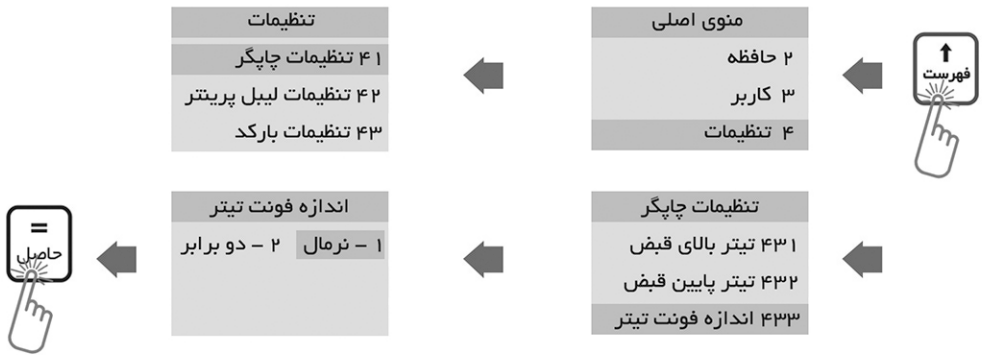 ↑
فهرست
منوی اصلی
۲ حافظه
۳ کاربر
۴ تنظیمات
تنظیمات
۴۱ تنظیمات چاپگر
۴۲ تنظیمات لیبل پرینتر
۴۳ تنظیمات بارکد
تنظیمات چاپگر
۴۳۱ تیتر بالای قبض
۴۳۲ تیتر پایین قبض
۴۳۳ اندازه فونت تیتر
اندازه فونت تیتر
۱ – نرمال ۲ – دو برابر
=
حاصل